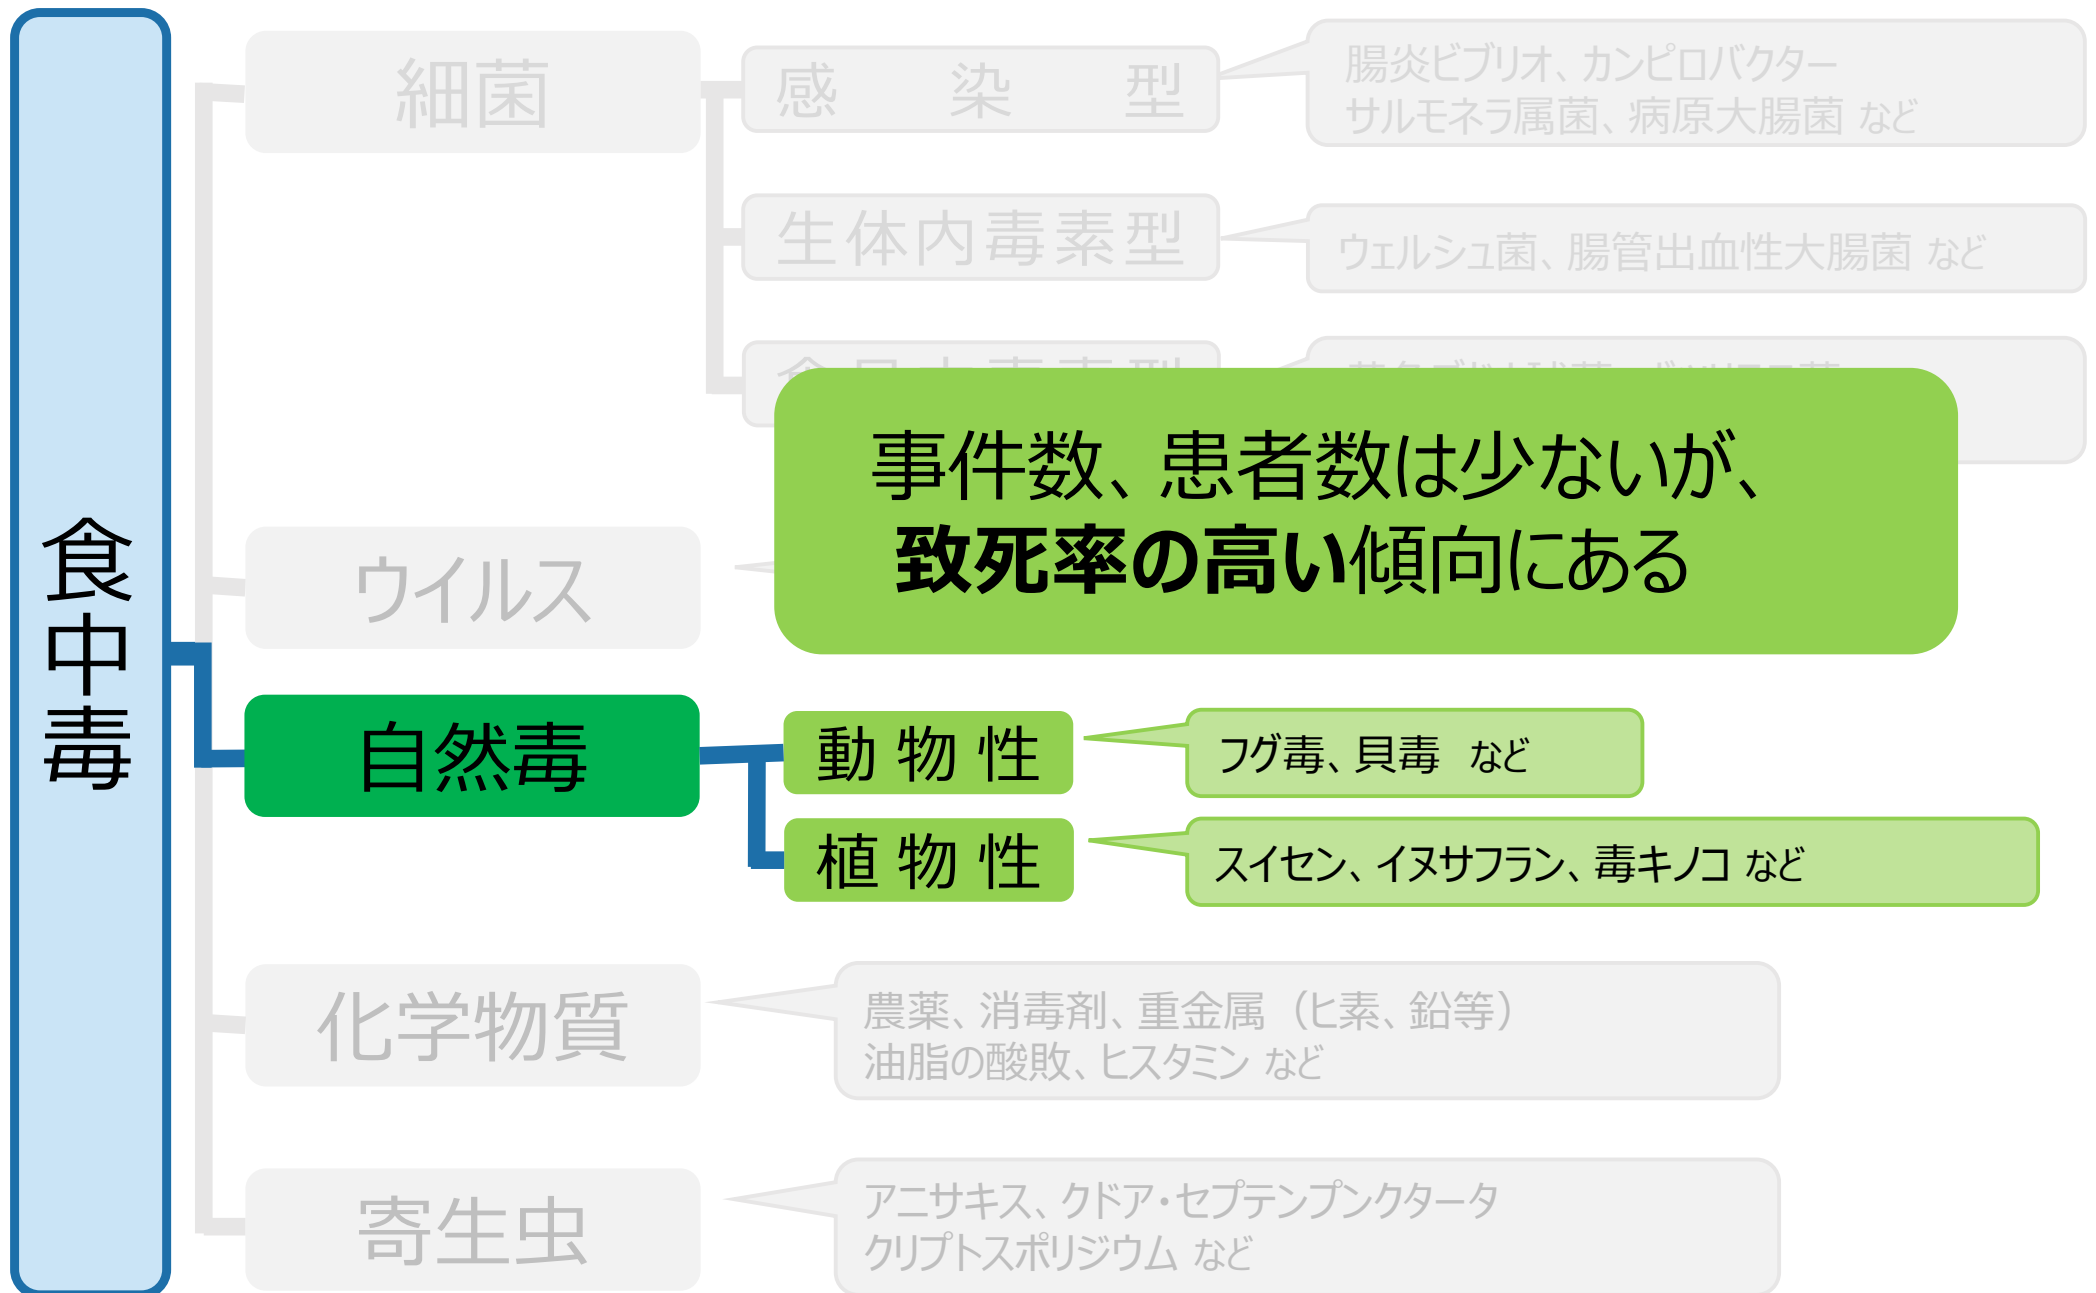 食中毒
細菌
感染型
腸炎ビブリオ、カンピロバクター
サルモネラ属菌、病原大腸菌 など
生体内毒素型
ウェルシュ菌、腸管出血性大腸菌 など
事件数、患者数は少ないが、
致死率の高い傾向にある
ウイルス
自然毒
動物性
フグ毒、貝毒 など
植物性
スイセン、イヌサフラン、毒キノコ など
化学物質
農薬、消毒剤、重金属（ヒ素、鉛等）
油脂の酸敗、ヒスタミン など
寄生虫
アニサキス、クドア・セプテンプンクタータ
クリプトスポリジウム など